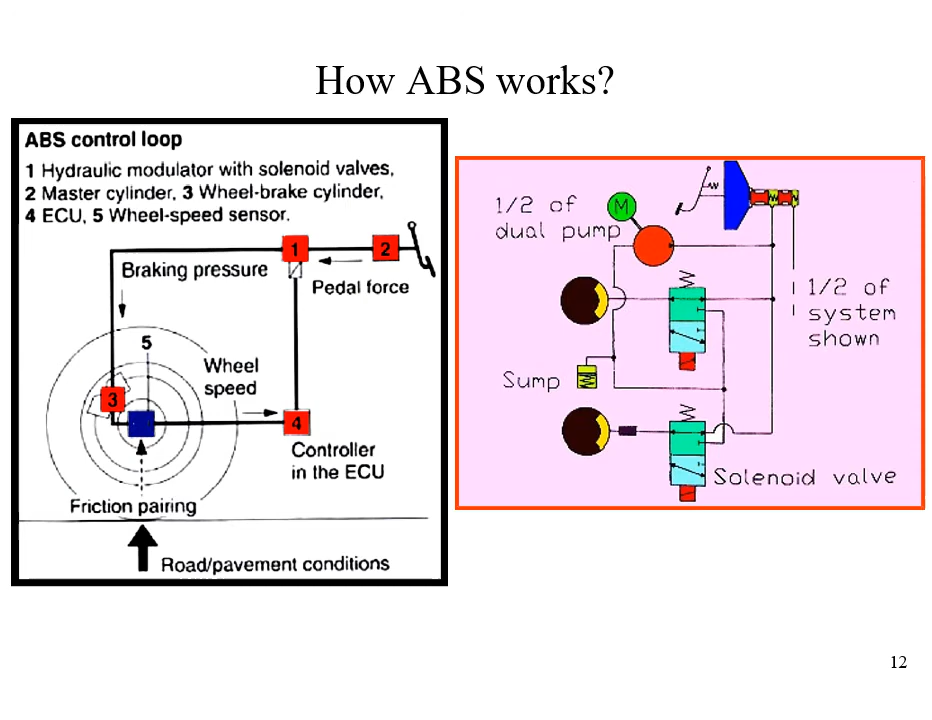 How ABS works?
ABS control loop
1 Hydraulic modulator with solenoid valves,
2 Master cylinder, 3 Wheel-brake cylinder,
4 ECU, 5 Wheel-speed sensor.
1
2
Braking pressure
Pedal force
5
Wheel
speed
3
4
Controller
in the ECU
Friction pairing
Road/pavement conditions
1/2 of
dual pump
M
1/2 of
system
shown
Sump
Solenoid valve
12